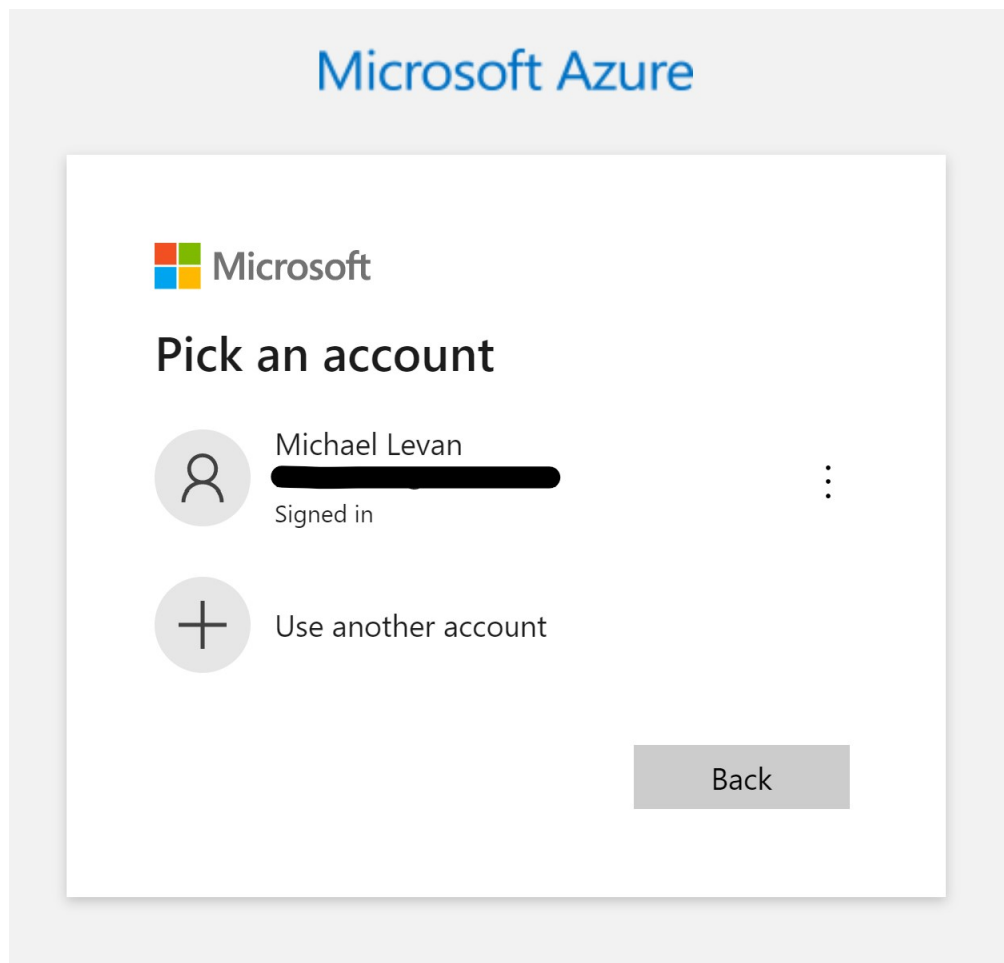 Microsoft Azure
Microsoft
Pick an account
Michael Levan
Signed in
Use another account
Back